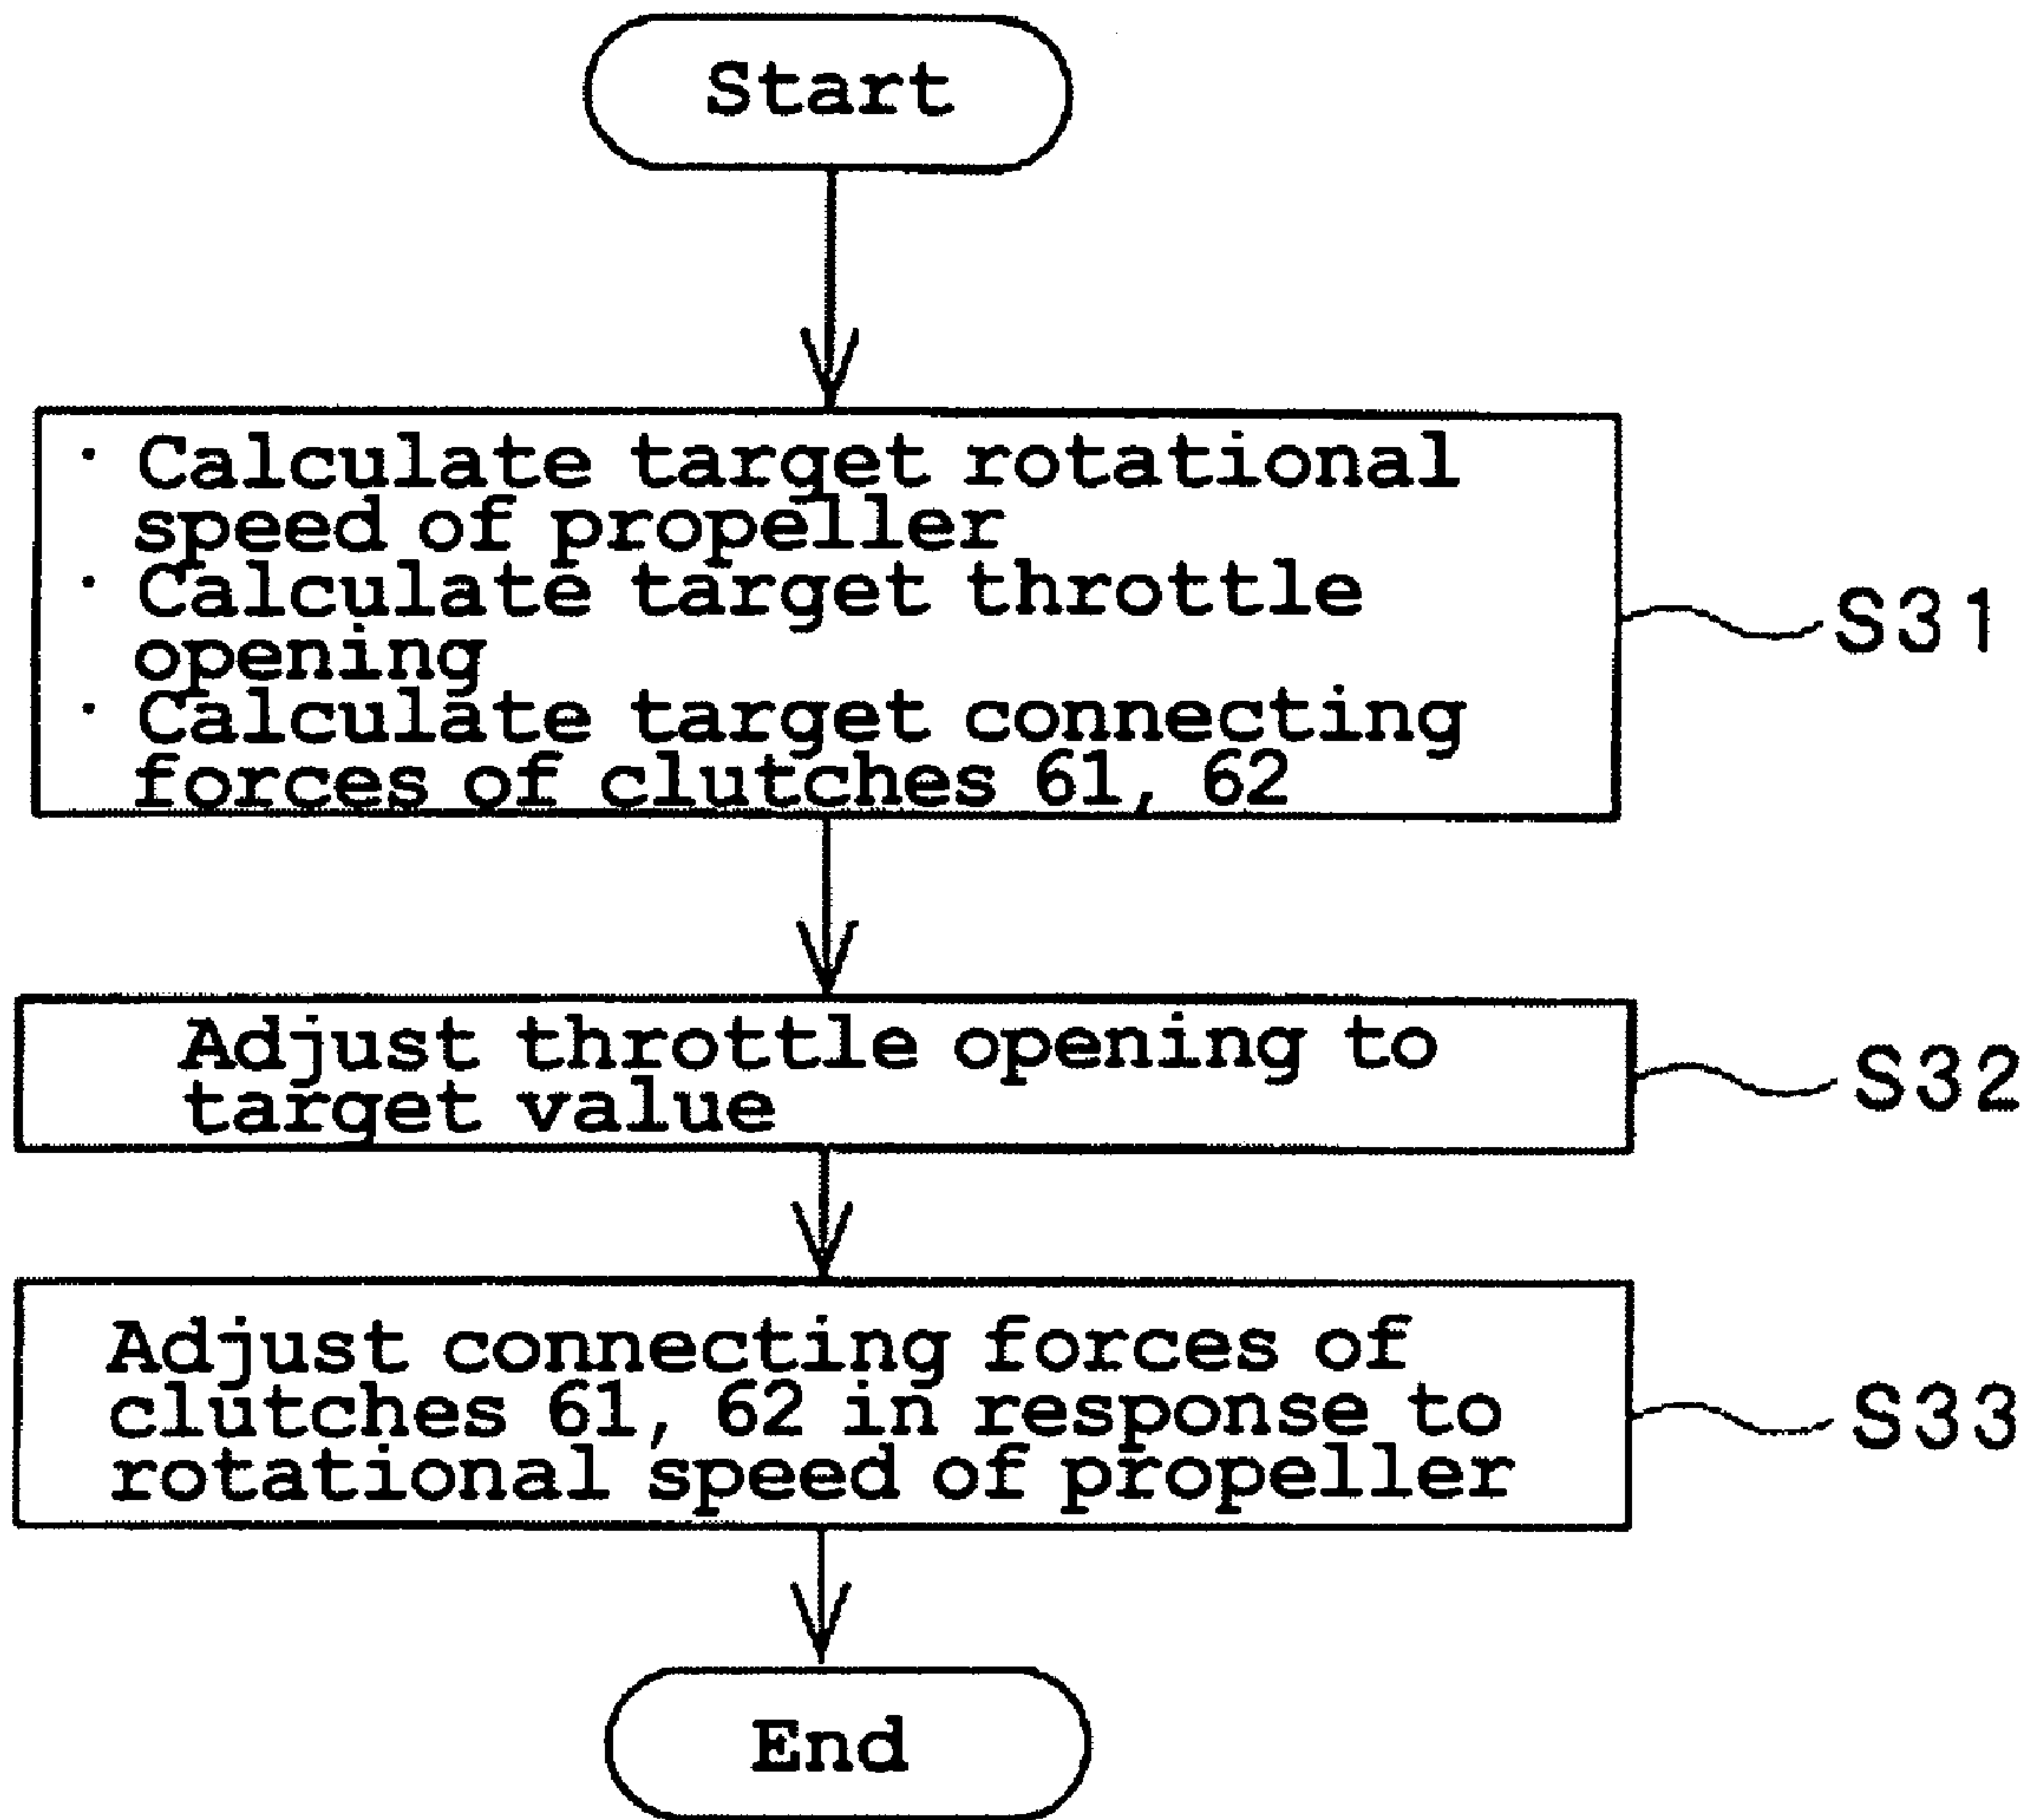 Start
· Calculate target rotational
speed of propeller
· Calculate target throttle
opening
· Calculate target connecting
forces of clutches 61, 62
S31
Adjust throttle opening to
target value
S32
Adjust connecting forces of
clutches 61, 62 in response to
rotational speed of propeller
S33
End